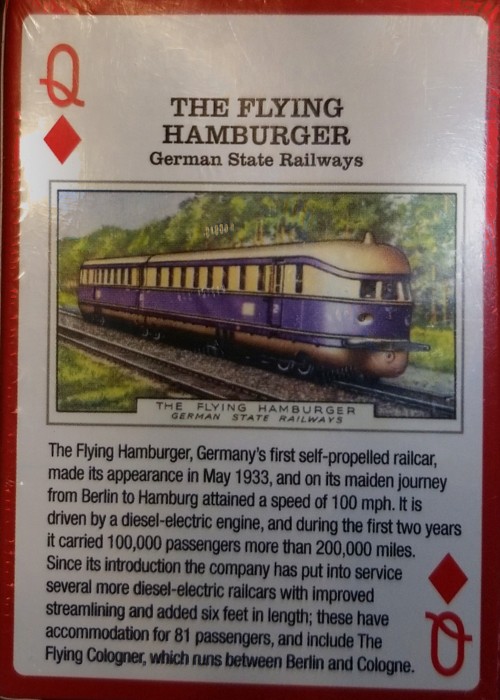 Q
THE FLYING
HAMBURGER
German State Railways
THE FLYING HAMBURGER
GERMAN STATE RAILWAYS
The Flying Hamburger, Germany's first self-propelled railcar,
made its appearance in May 1933, and on its maiden journey
from Berlin to Hamburg attained a speed of 100 mph. It is
driven by a diesel-electric engine, and during the first two years
it carried 100,000 passengers more than 200,000 miles.
Since its introduction the company has put into service
several more diesel-electric railcars with improved
streamlining and added six feet in length; these have
accommodation for 81 passengers, and include The
Flying Cologner, which runs between Berlin and Cologne.
Q